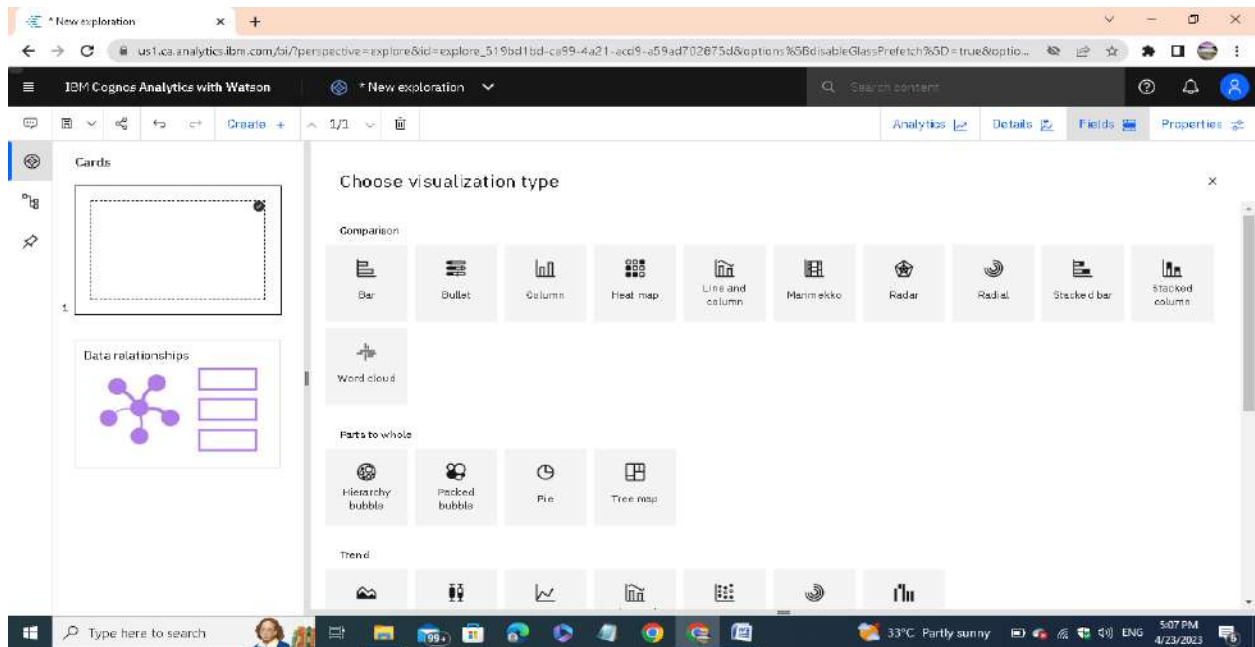 * New exploration
us1.ca.analytics.ibm.com/bi/?perspective=explore&id=explore_519bd1bd-ca99-4a21-acd9-a59ad702875d&options%5BdisableGlassPrefetch%5D=true&optio...
IBM Cognos Analytics with Watson
* New exploration
Search content
Create +
1/1
Analytics
Details
Fields
Properties
Cards
1
Data relationships
Choose visualization type
Comparison
Bar
Bullet
Column
Heat map
Line and
column
Marimekko
Radar
Radial
Stacked bar
Stacked
column
Word cloud
Parts to whole
Hierarchy
bubble
Packed
bubble
Pie
Tree map
Trend
Type here to search
99+
33°C Partly sunny
ENG
5:07 PM
4/23/2023
6